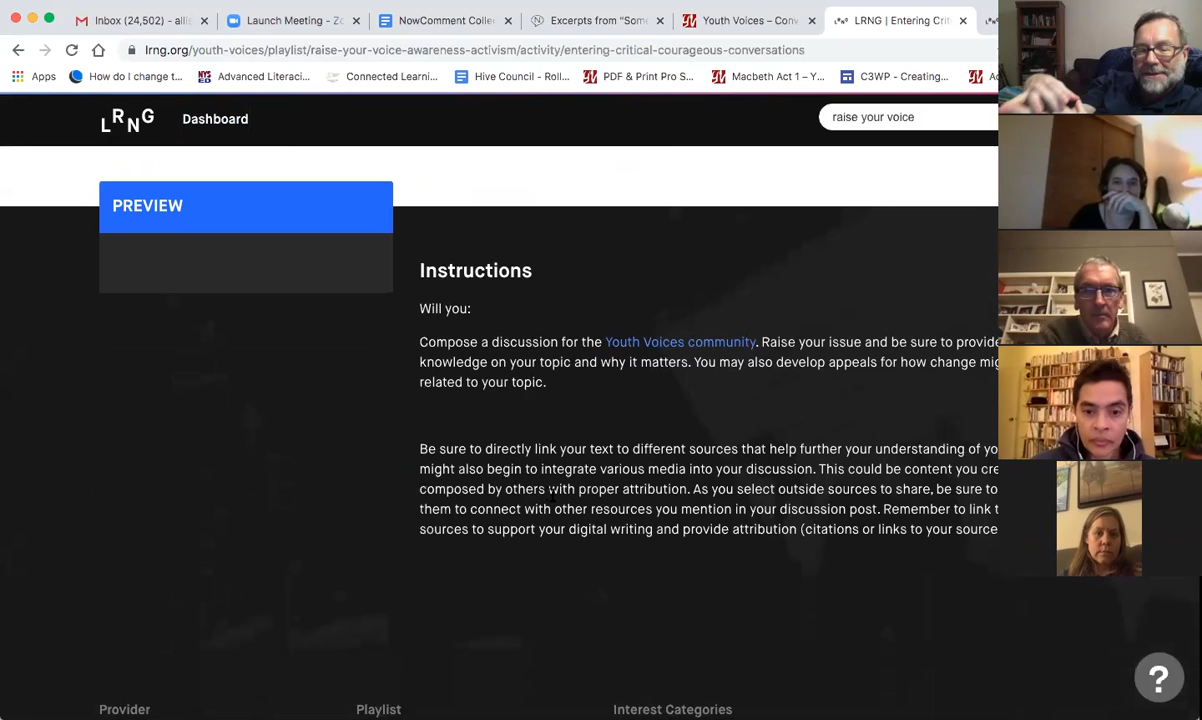 Inbox (24,502) - alli
Launch Meeting - Zo
NowComment Collec
Excerpts from "Some
Youth Voices – Conv
LRNG | Entering Crit
lrng.org/youth-voices/playlist/raise-your-voice-awareness-activism/activity/entering-critical-courageous-conversations
Apps
How do I change t...
Advanced Literaci...
Connected Learni...
Hive Council - Roll...
PDF & Print Pro S...
Macbeth Act 1 – Y...
C3WP - Creating...
LRNG
Dashboard
raise your voice
PREVIEW
Instructions
Will you:
Compose a discussion for the Youth Voices community. Raise your issue and be sure to provide
knowledge on your topic and why it matters. You may also develop appeals for how change mig
related to your topic.
Be sure to directly link your text to different sources that help further your understanding of yo
might also begin to integrate various media into your discussion. This could be content you cre
composed by others with proper attribution. As you select outside sources to share, be sure to
them to connect with other resources you mention in your discussion post. Remember to link t
sources to support your digital writing and provide attribution (citations or links to your source
?
Provider
Playlist
Interest Categories